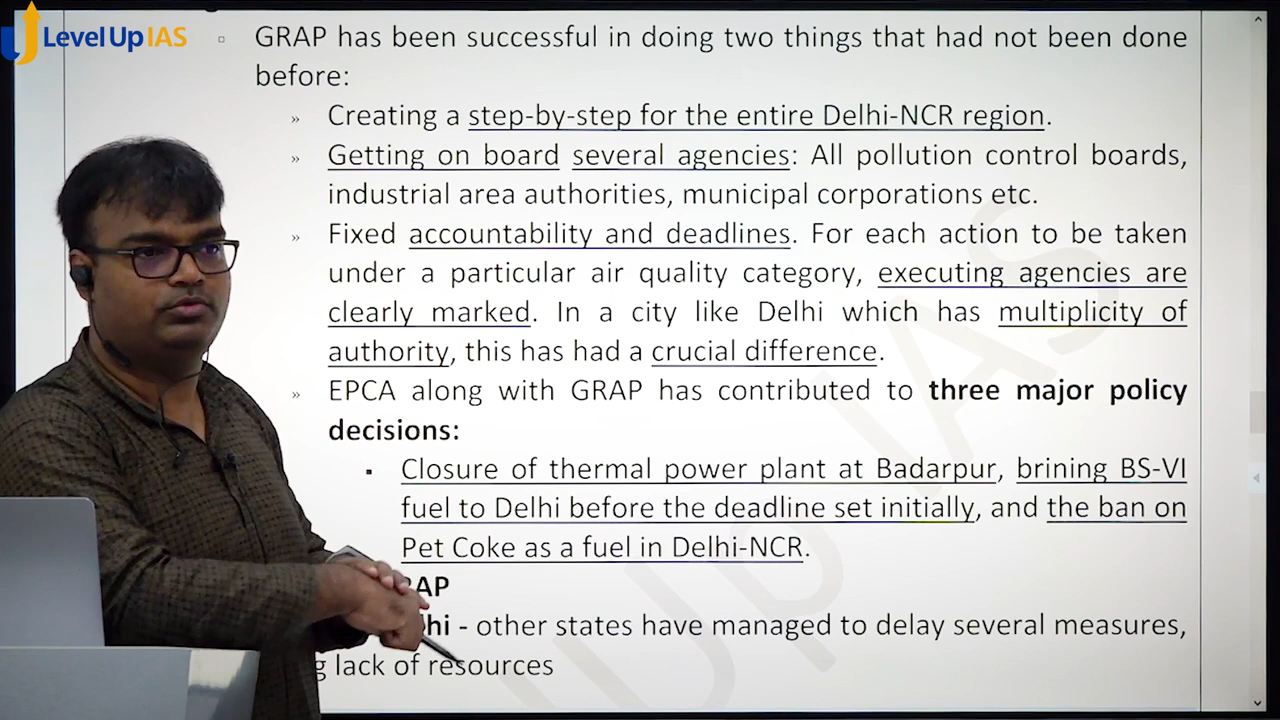 Level Up IAS
GRAP has been successful in doing two things that had not been done
before:
» Creating a step-by-step for the entire Delhi-NCR region.
» Getting on board several agencies: All pollution control boards,
industrial area authorities, municipal corporations etc.
» Fixed accountability and deadlines. For each action to be taken
under a particular air quality category, executing agencies are
clearly marked. In a city like Delhi which has multiplicity of
authority, this has had a crucial difference.
» EPCA along with GRAP has contributed to three major policy
decisions:
▪ Closure of thermal power plant at Badarpur, brining BS-VI
fuel to Delhi before the deadline set initially, and the ban on
Pet Coke as a fuel in Delhi-NCR.
- other states have managed to delay several measures,
lack of resources
Up IAS